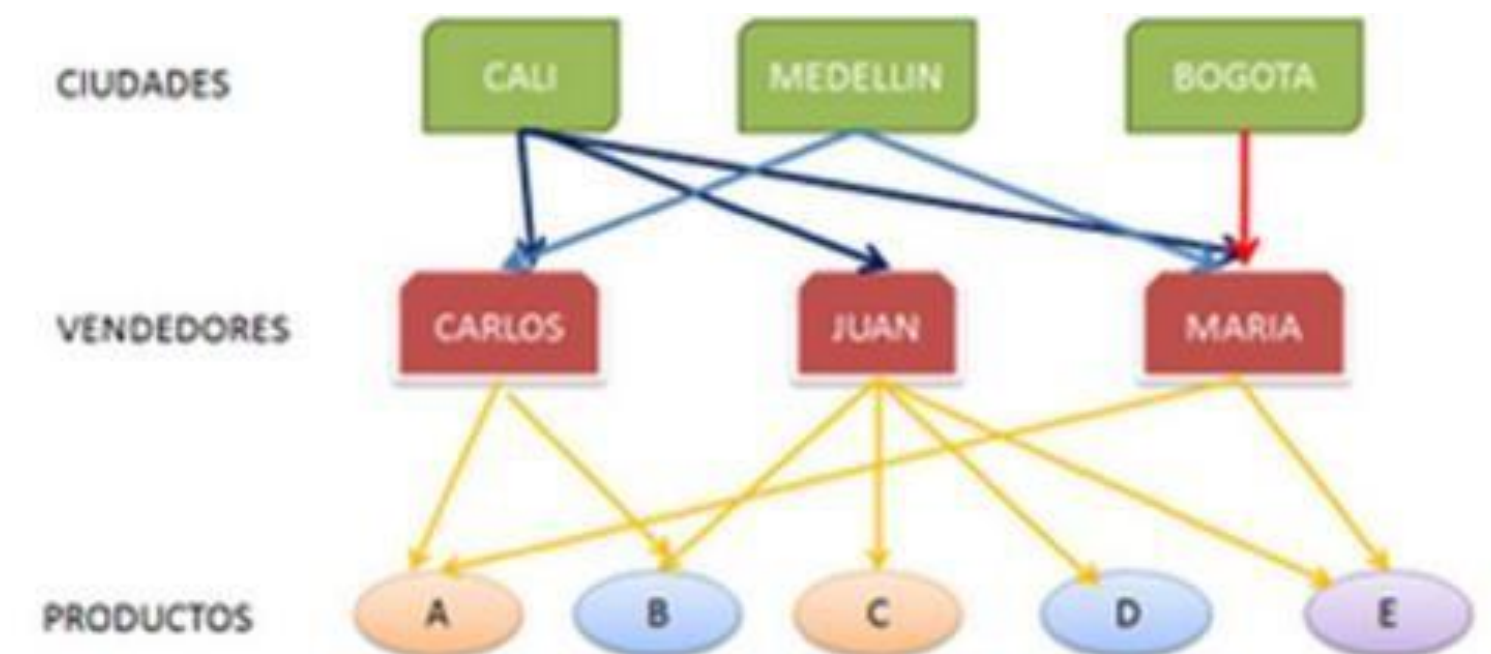 CIUDADES CALI MEDELLIN BOGOTA
VENDEDORES CARLOS JUAN MARIA
PRODUCTOS A B C D E